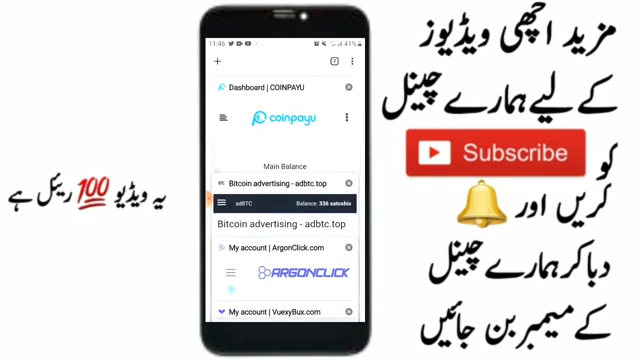 یہ ویڈیو 💯 ریئل ہے
11:46
41%
7
Dashboard | COINPAYU
coinpayu
Main Balance
Bitcoin advertising - adbtc.top
adBTC Balance: 336 satoshis
Bitcoin advertising - adbtc.top
My account | ArgonClick.com
ARGONCLICK
My account | VuexyBux.com
مزید اچھی ویڈیوز
کے لیے ہمارے چینل
کو Subscribe
کریں اور 🔔
دبا کر ہمارے چینل
کے میمبر بن جائیں